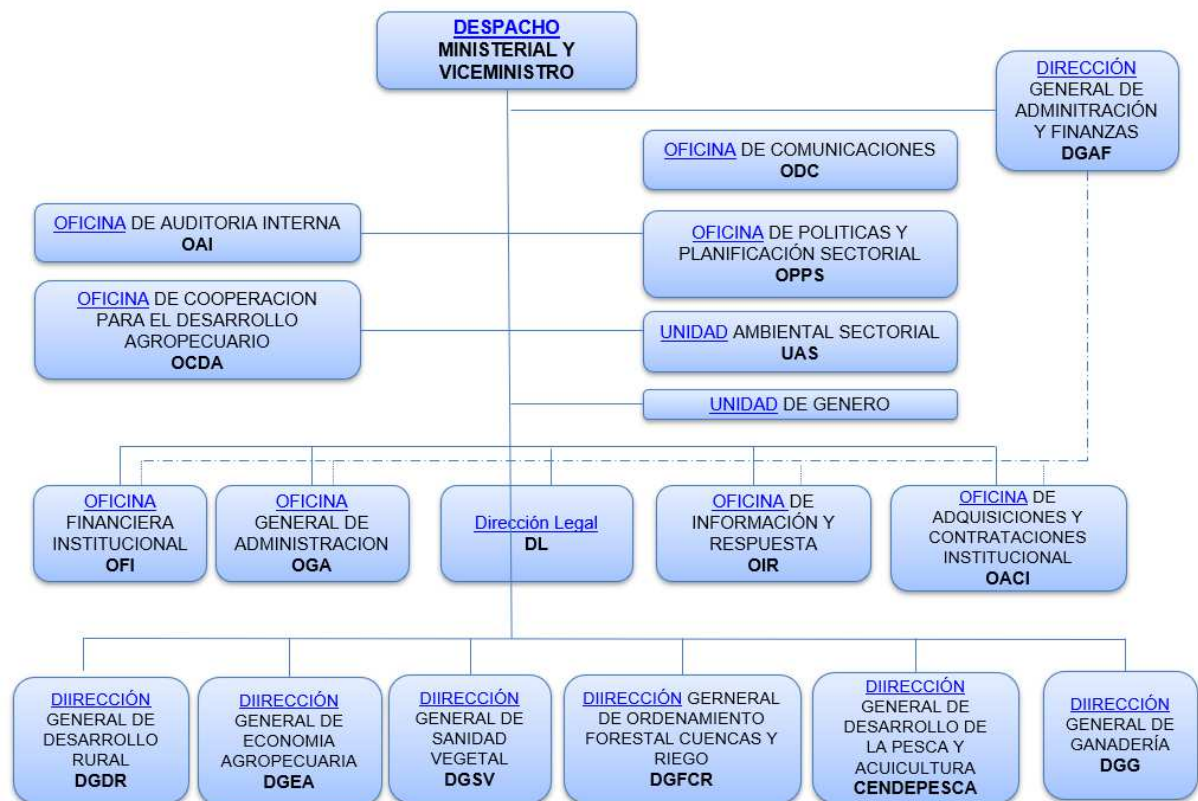 DESPACHO
MINISTERIAL Y
VICEMINISTRO
DIRECCIÓN
GENERAL DE
ADMINITRACIÓN
Y FINANZAS
DGAF
OFICINA DE COMUNICACIONES
ODC
OFICINA DE AUDITORIA INTERNA
OAI
OFICINA DE POLITICAS Y
PLANIFICACIÓN SECTORIAL
OPPS
OFICINA DE COOPERACION
PARA EL DESARROLLO
AGROPECUARIO
OCDA
UNIDAD AMBIENTAL SECTORIAL
UAS
UNIDAD DE GENERO
OFICINA
FINANCIERA
INSTITUCIONAL
OFI
OFICINA
GENERAL DE
ADMINISTRACION
OGA
Dirección Legal
DL
OFICINA DE
INFORMACIÓN Y
RESPUESTA
OIR
OFICINA DE
ADQUISICIONES Y
CONTRATACIONES
INSTITUCIONAL
OACI
DIIRECCIÓN
GENERAL DE
DESARROLLO
RURAL
DGDR
DIIRECCIÓN
GENERAL DE
ECONOMIA
AGROPECUARIA
DGEA
DIIRECCIÓN
GENERAL DE
SANIDAD
VEGETAL
DGSV
DIIRECCIÓN GERNERAL
DE ORDENAMIENTO
FORESTAL CUENCAS Y
RIEGO
DGFCR
DIIRECCIÓN
GENERAL DE
DESARROLLO DE
LA PESCA Y
ACUICULTURA
CENDEPESCA
DIIRECCIÓN
GENERAL DE
GANADERÍA
DGG